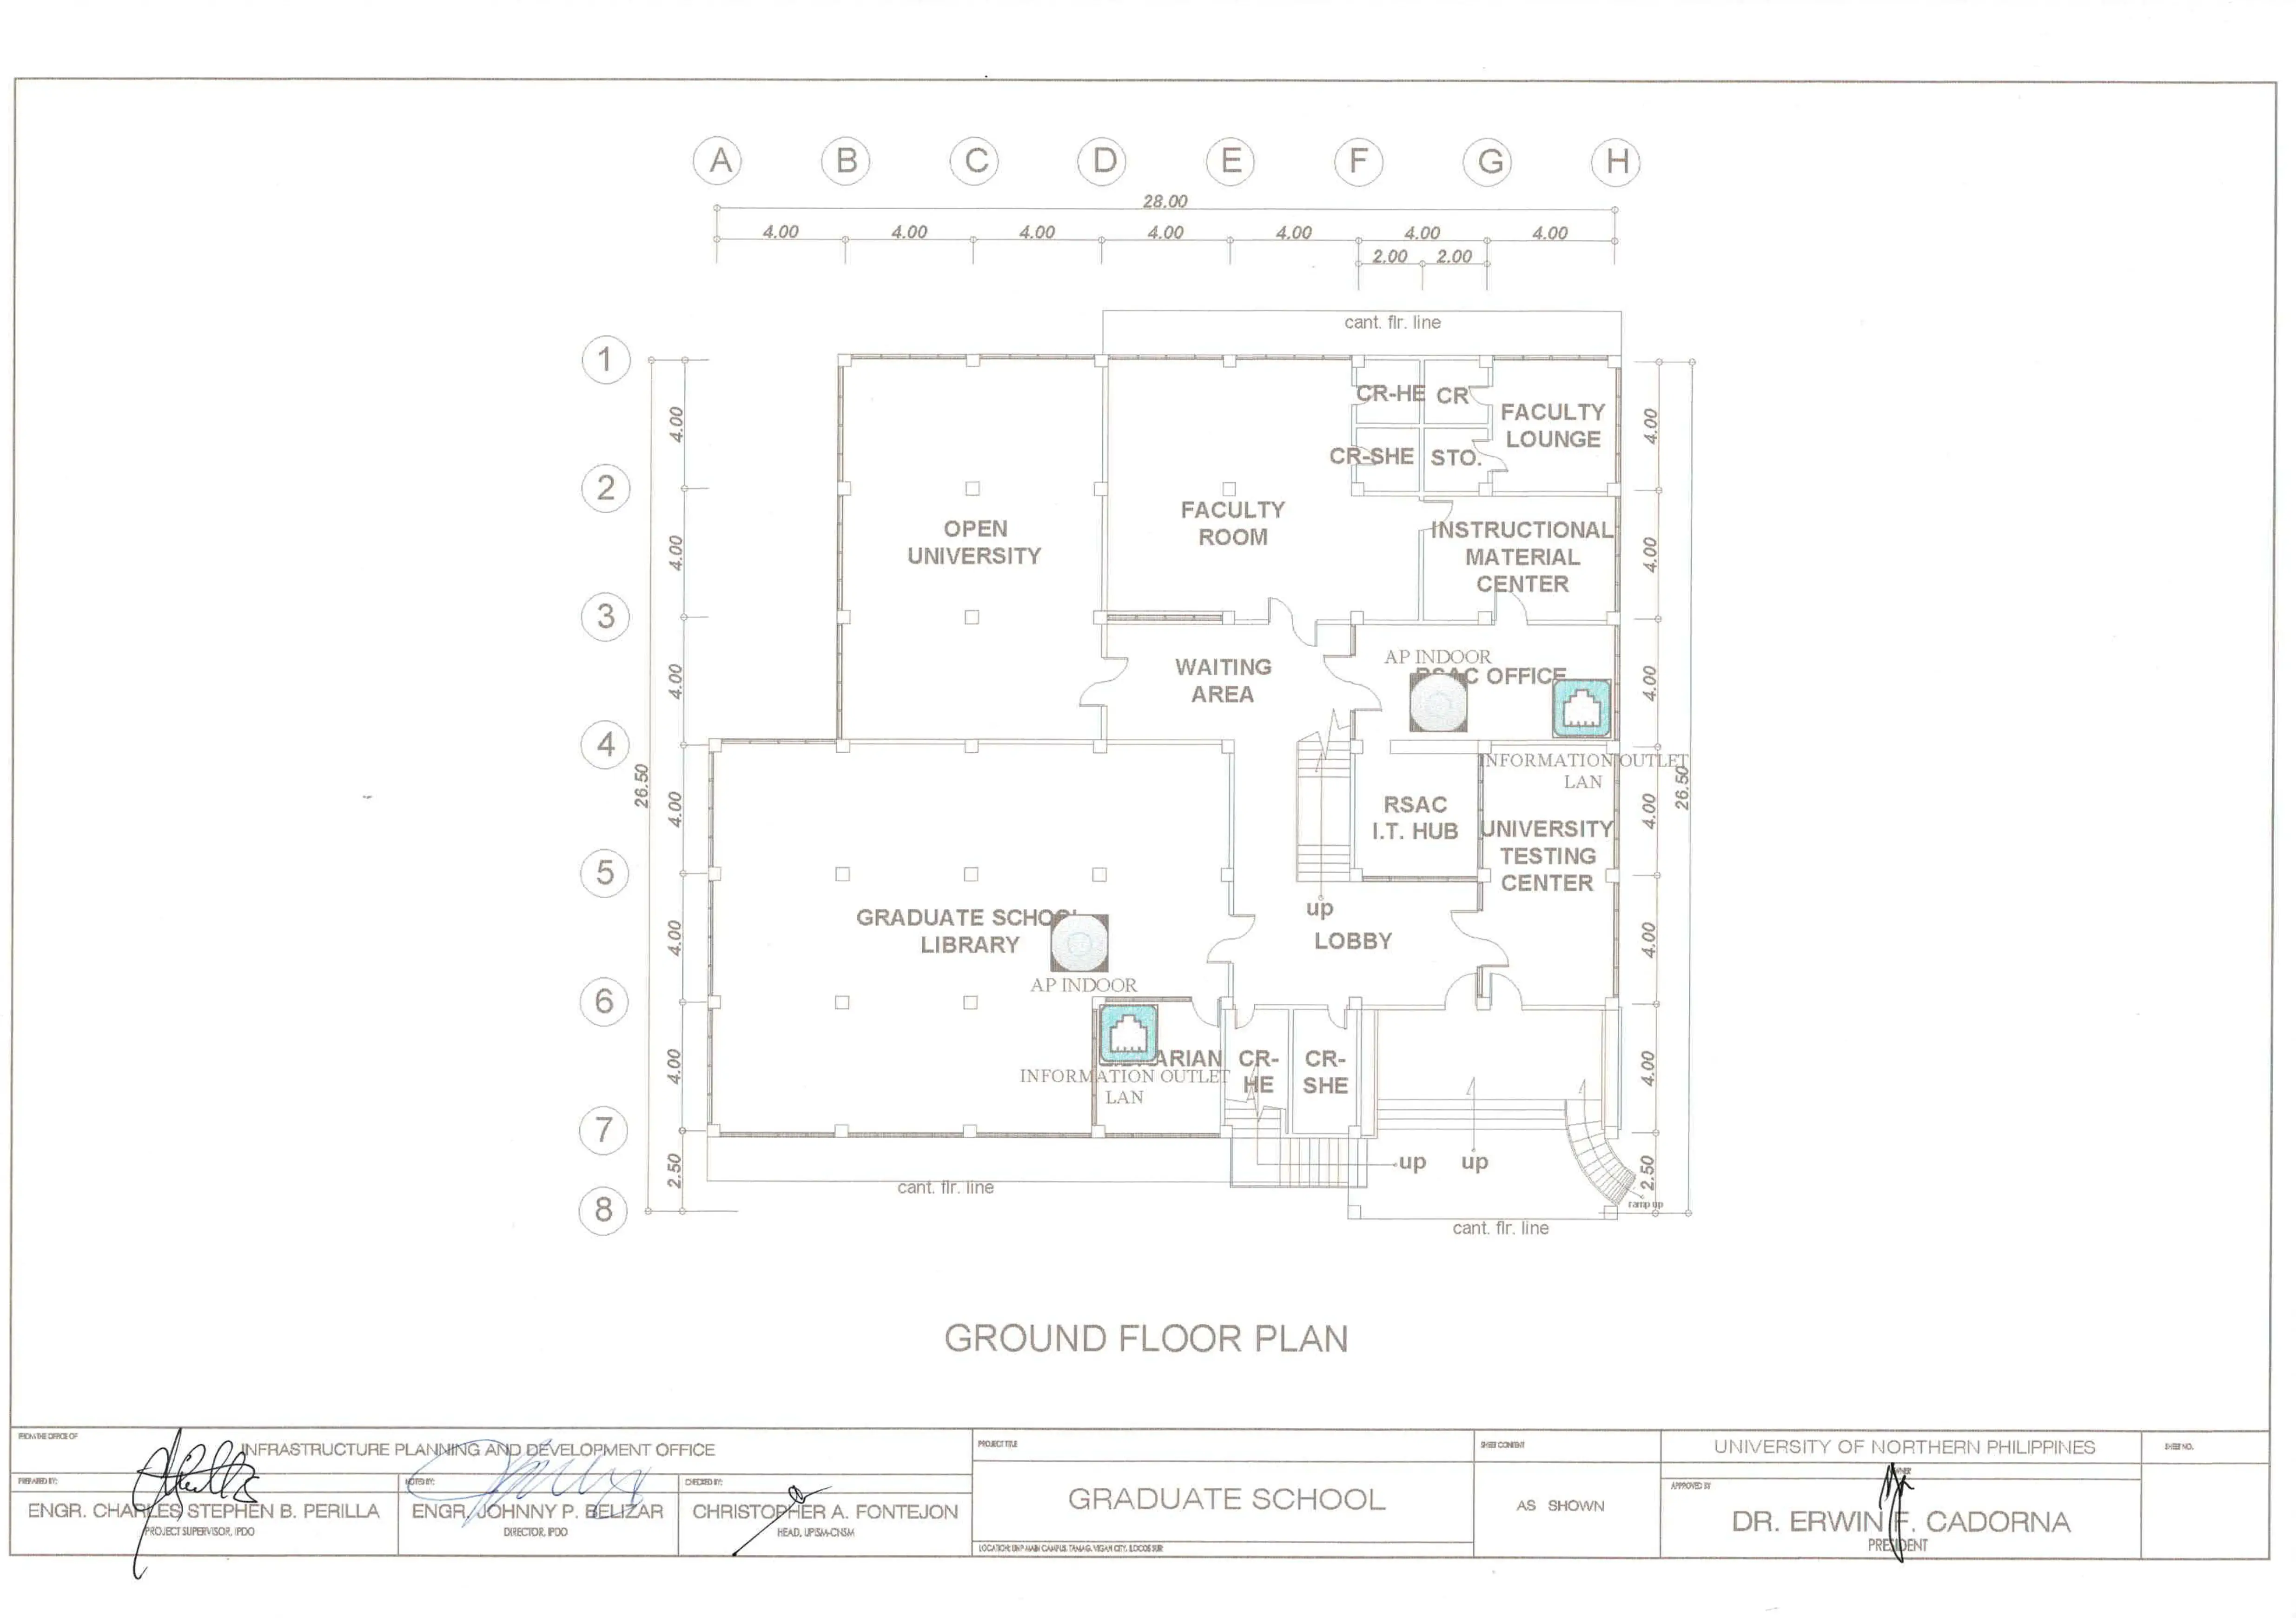 A B C D E F G H
28.00
4.00 4.00 4.00 4.00 4.00 4.00 4.00
2.00 2.00
cant. flr. line
1
2
3
4
5
6
7
8
4.00
4.00
4.00
4.00
4.00
4.00
2.50
26.50
4.00
4.00
4.00
4.00
4.00
4.00
2.50
26.50
CR-HE
CR
FACULTY
LOUNGE
CR-SHE
STO.
OPEN
UNIVERSITY
FACULTY
ROOM
INSTRUCTIONAL
MATERIAL
CENTER
WAITING
AREA
AP INDOOR
RSAC OFFICE
INFORMATION OUTLET
LAN
RSAC
I.T. HUB
UNIVERSITY
TESTING
CENTER
up
LOBBY
GRADUATE SCHOOL
LIBRARY
AP INDOOR
ARIAN
INFORMATION OUTLET
LAN
CR-
HE
CR-
SHE
up
up
ramp up
cant. flr. line
cant. flr. line
GROUND FLOOR PLAN
FROM THE OFFICE OF
INFRASTRUCTURE PLANNING AND DEVELOPMENT OFFICE
PREPARED BY:
ENGR. CHARLES STEPHEN B. PERILLA
PROJECT SUPERVISOR, IPDO
NOTED BY:
ENGR. JOHNNY P. BELIZAR
DIRECTOR, IPDO
CHECKED BY:
CHRISTOPHER A. FONTEJON
HEAD, UPISM-CNSM
PROJECT TITLE
GRADUATE SCHOOL
LOCATION: UNP MAIN CAMPUS, TAMAG, VIGAN CITY, ILOCOS SUR
SHEET CONTENT
AS SHOWN
UNIVERSITY OF NORTHERN PHILIPPINES
APPROVED BY
DR. ERWIN F. CADORNA
PRESIDENT
SHEET NO.